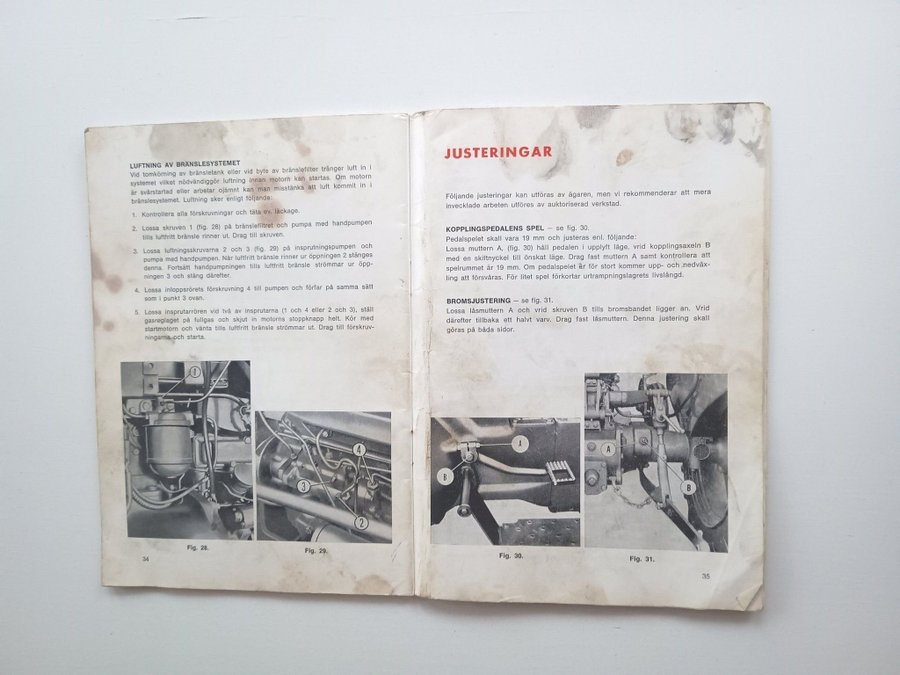 LUFTNING AV BRÄNSLESYSTEMET
Vid tomkörning av bränsletank eller vid byte av bränslefilter tränger luft in i
systemet vilket nödvändiggör luftning innan motorn kan startas. Om motorn
är svårstartad eller arbetar ojämnt kan man misstänka att luft kommit in i
bränslesystemet. Luftning sker enligt följande:
1. Kontrollera alla förskruvningar och täta ev. läckage.
2. Lossa skruven 1 (fig. 28) på bränslefiltret och pumpa med handpumpen
tills luftfritt bränsle rinner ut. Drag till skruven.
3. Lossa luftningsskruvarna 2 och 3 (fig. 29) på insprutningspumpen och
pumpa med handpumpen. När luftfritt bränsle rinner ur öppningen 2 stänges
denna. Fortsätt handpumpningen tills luftfritt bränsle strömmar ur öpp-
ningen 3 och stäng därefter.
4. Lossa inloppsrörets förskruvning 4 till pumpen och förfar på samma sätt
som i punkt 3 ovan.
5. Lossa insprutarrören vid två av insprutarna (1 och 4 eller 2 och 3), ställ
gasreglaget på fullgas och skjut in motorns stoppknapp helt. Kör med
startmotorn och vänta tills luftfritt bränsle strömmar ut. Drag till förskruv-
ningarna och starta.
1
4
3
2
Fig. 28.
Fig. 29.
34
JUSTERINGAR
Följande justeringar kan utföras av ägaren, men vi rekommenderar att mera
invecklade arbeten utföres av auktoriserad verkstad.
KOPPLINGSPEDALENS SPEL — se fig. 30.
Pedalspelet skall vara 19 mm och justeras enl. följande:
Lossa muttern A, (fig. 30) håll pedalen i upplyft läge, vrid kopplingsaxeln B
med en skiftnyckel till önskat läge. Drag fast muttern A samt kontrollera att
spelrummet är 19 mm. Om pedalspelet är för stort kommer upp- och nedväx-
ling att försvåras. För litet spel förkortar urtrampningslagrets livslängd.
BROMSJUSTERING — se fig. 31.
Lossa låsmuttern A och vrid skruven B tills bromsbandet ligger an. Vrid
därefter tillbaka ett halvt varv. Drag fast låsmuttern. Denna justering skall
göras på båda sidor.
A
B
A
B
Fig. 30.
Fig. 31.
35